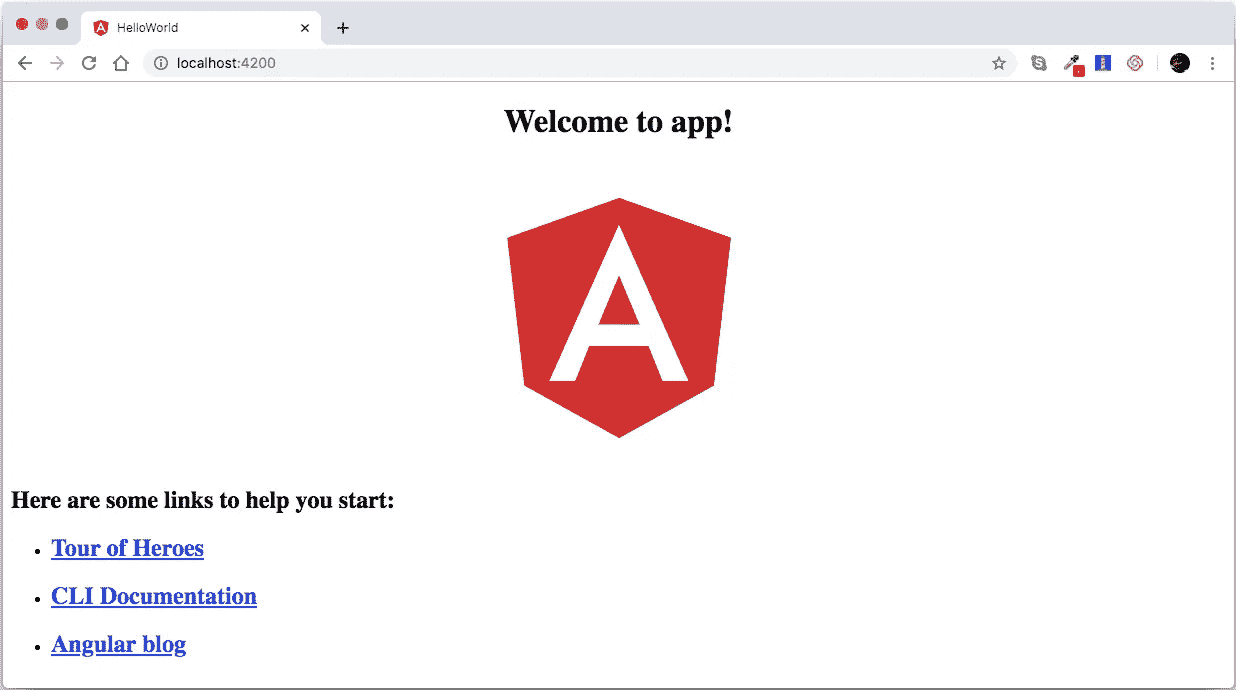 HelloWorld
localhost:4200
Welcome to app!
A
Here are some links to help you start:
Tour of Heroes
CLI Documentation
Angular blog